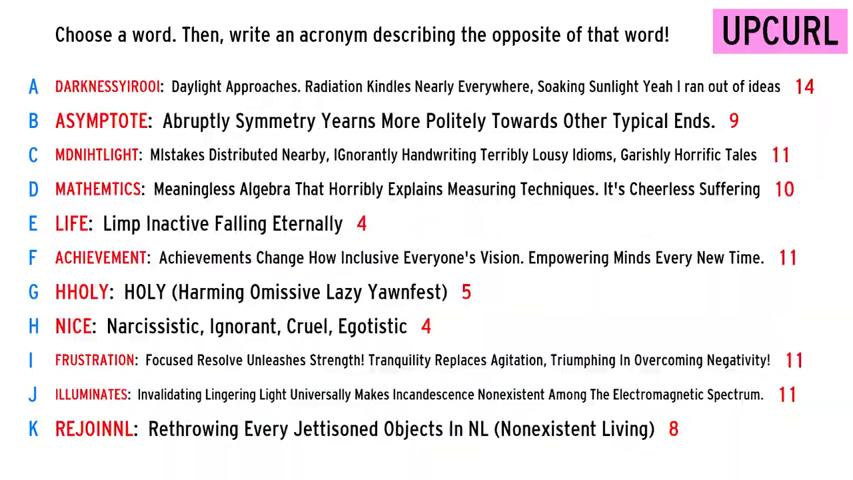 Choose a word. Then, write an acronym describing the opposite of that word!
UPCURL
A DARKNESSYIROOI: Daylight Approaches. Radiation Kindles Nearly Everywhere, Soaking Sunlight Yeah I ran out of ideas 14
B ASYMPTOTE: Abruptly Symmetry Yearns More Politely Towards Other Typical Ends. 9
C MDNIHTLIGHT: MIstakes Distributed Nearby, IGnorantly Handwriting Terribly Lousy Idioms, Garishly Horrific Tales 11
D MATHEMTICS: Meaningless Algebra That Horribly Explains Measuring Techniques. It's Cheerless Suffering 10
E LIFE: Limp Inactive Falling Eternally 4
F ACHIEVEMENT: Achievements Change How Inclusive Everyone's Vision. Empowering Minds Every New Time. 11
G HHOLY: HOLY (Harming Omissive Lazy Yawnfest) 5
H NICE: Narcissistic, Ignorant, Cruel, Egotistic 4
I FRUSTRATION: Focused Resolve Unleashes Strength! Tranquility Replaces Agitation, Triumphing In Overcoming Negativity! 11
J ILLUMINATES: Invalidating Lingering Light Universally Makes Incandescence Nonexistent Among The Electromagnetic Spectrum. 11
K REJOINNL: Rethrowing Every Jettisoned Objects In NL (Nonexistent Living) 8